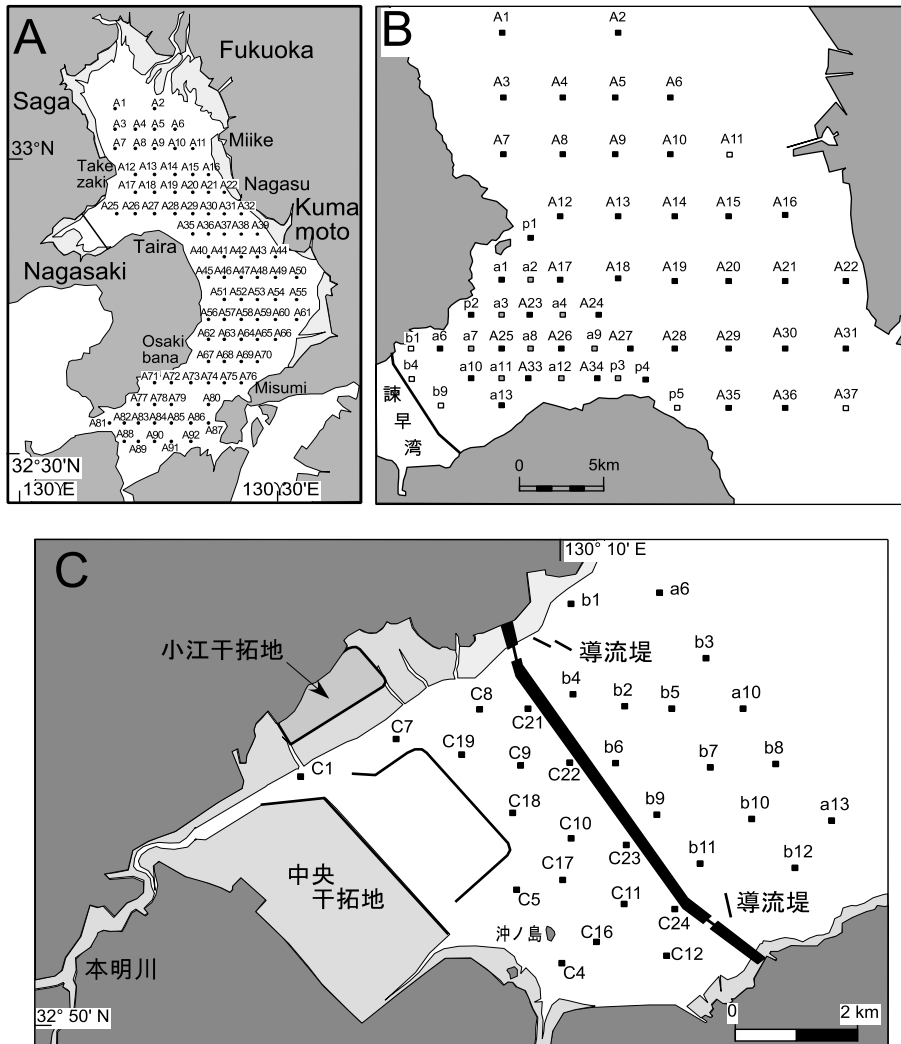 A
Fukuoka
Saga
A1 A2
A3 A4 A5 A6
A7 A8 A9 A10 A11
Miike
33°N
Take
zaki
A12 A13 A14 A15 A16
A17 A18 A19 A20 A21 A22
Nagasu
A25 A26 A27 A28 A29 A30 A31 A32
Kuma
moto
A35 A36 A37 A38 A39
Taira
A40 A41 A42 A43 A44
Nagasaki
A45 A46 A47 A48 A49 A50
A51 A52 A53 A54 A55
A56 A57 A58 A59 A60 A61
A62 A63 A64 A65 A66
Osaki
bana
A67 A68 A69 A70
A71 A72 A73 A74 A75 A76
Misumi
A77 A78 A79 A80
A81 A82 A83 A84 A85 A86 A87
A88 A89 A90 A91 A92
32°30'N
130°E
130°30'E
B
A1 A2
A3 A4 A5 A6
A7 A8 A9 A10 A11
A12 A13 A14 A15 A16
p1
a1 a2 A17 A18 A19 A20 A21 A22
p2 a3 A23 a4 A24
b1 a6 a7 A25 a8 A26 a9 A27 A28 A29 A30 A31
b4 a10 a11 A33 a12 A34 p3 p4
b9 a13 p5 A35 A36 A37
諫
早
湾
0 5km
C
130° 10' E
b1 a6
小江干拓地
導流堤
b3
b4 b2 b5 a10
C8 C21
C7
C19 C9 C22 b6 b7 b8
C1
C18 b9 b10 a13
C10 C23 b11 b12
中央
干拓地
C17
C5 C11 C24
導流堤
沖ノ島
C16
C4 C12
本明川
32° 50' N
0 2 km